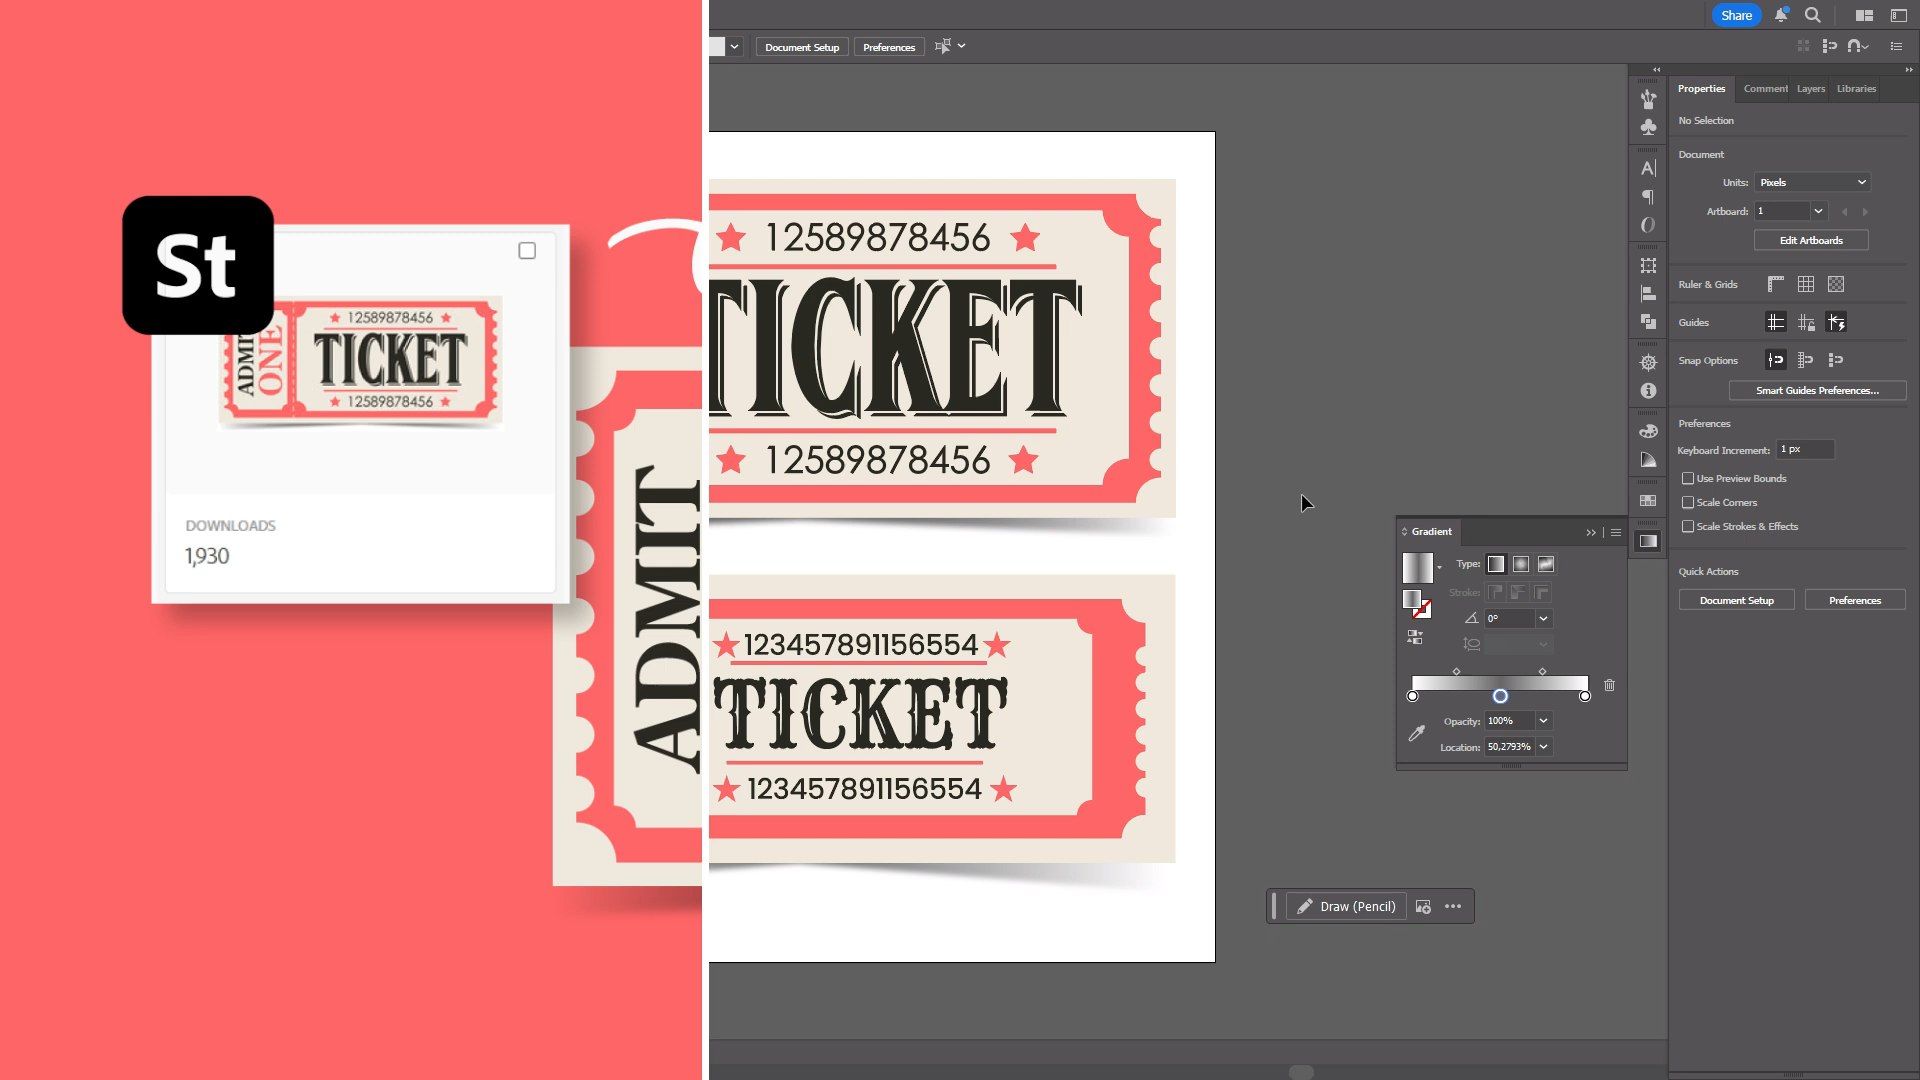 St
12589878456
ADMIT
ONE
TICKET
12589878456
DOWNLOADS
1,930
ADMIT
Share
Document Setup
Preferences
12589878456
TICKET
12589878456
123457891156554
TICKET
123457891156554
Gradient
Type:
Stroke:
0°
Opacity: 100%
Location: 50,2793%
Draw (Pencil)
Properties
Comment
Layers
Libraries
No Selection
Document
Units: Pixels
Artboard: 1
Edit Artboards
Ruler & Grids
Guides
Snap Options
Smart Guides Preferences...
Preferences
Keyboard Increment: 1 px
Use Preview Bounds
Scale Corners
Scale Strokes & Effects
Quick Actions
Document Setup
Preferences